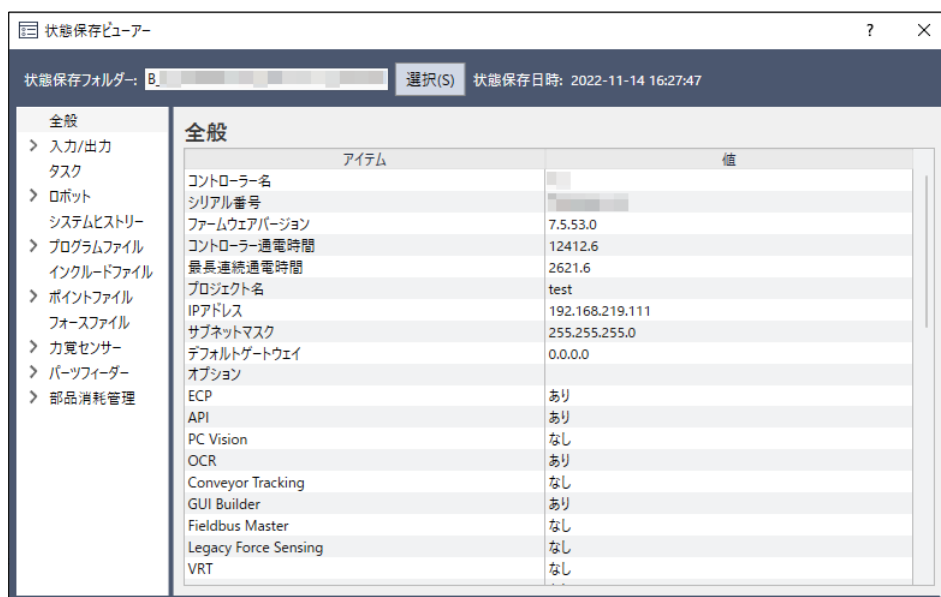 状態保存ビューアー ?
状態保存フォルダー: B_ 選択(S) 状態保存日時: 2022-11-14 16:27:47
全般
入力/出力
タスク
ロボット
システムヒストリー
プログラムファイル
インクルードファイル
ポイントファイル
フォースファイル
力覚センサー
パーツフィーダー
部品消耗管理
全般
アイテム 値
コントローラー名
シリアル番号
ファームウェアバージョン 7.5.53.0
コントローラー通電時間 12412.6
最長連続通電時間 2621.6
プロジェクト名 test
IPアドレス 192.168.219.111
サブネットマスク 255.255.255.0
デフォルトゲートウェイ 0.0.0.0
オプション
ECP あり
API あり
PC Vision なし
OCR あり
Conveyor Tracking なし
GUI Builder あり
Fieldbus Master なし
Legacy Force Sensing なし
VRT なし